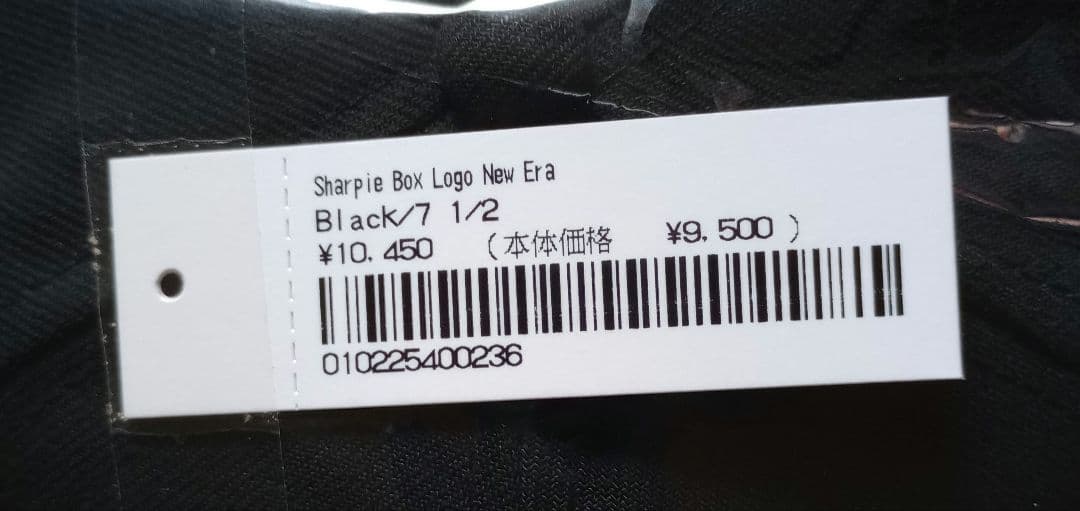 Sharpie Box Logo New Era
Black/7 1/2
¥10,450 (本体価格 ¥9,500 )
010225400236